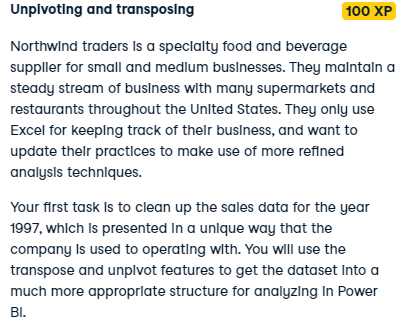 Unpivoting and transposing
100 XP
Northwind traders is a specialty food and beverage
supplier for small and medium businesses. They maintain a
steady stream of business with many supermarkets and
restaurants throughout the United States. They only use
Excel for keeping track of their business, and want to
update their practices to make use of more refined
analysis techniques.
Your first task is to clean up the sales data for the year
1997, which is presented in a unique way that the
company is used to operating with. You will use the
transpose and unpivot features to get the dataset into a
much more appropriate structure for analyzing in Power
BI.